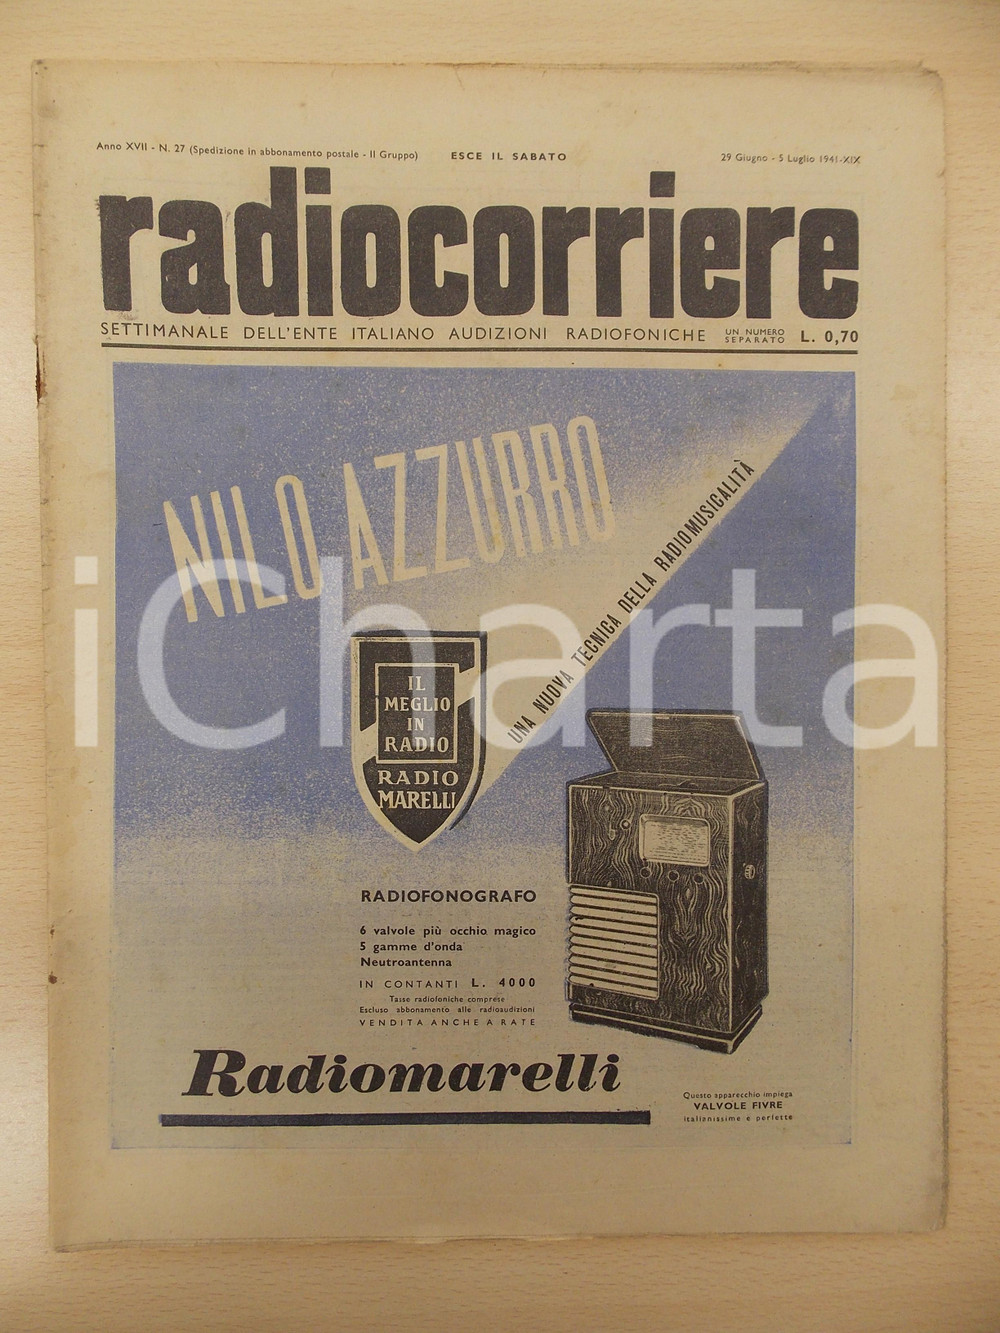 Anno XVII - N. 27 (Spedizione in abbonamento postale - II Gruppo) ESCE IL SABATO 29 Giugno - 5 Luglio 1941-XIX
radiocorriere
SETTIMANALE DELL'ENTE ITALIANO AUDIZIONI RADIOFONICHE UN NUMERO SEPARATO L. 0,70
NILO AZZURRO
UNA NUOVA TECNICA DELLA RADIOMUSICALITÀ
iCharta
IL
MEGLIO
IN
RADIO
RADIO
MARELLI
RADIOFONOGRAFO
6 valvole più occhio magico
5 gamme d'onda
Neutroantenna
IN CONTANTI L. 4000
Tasse radiofoniche comprese
Escluso abbonamento alle radioaudizioni
VENDITA ANCHE A RATE
Radiomarelli
Questo apparecchio impiega
VALVOLE FIVRE
italianissime e perfette